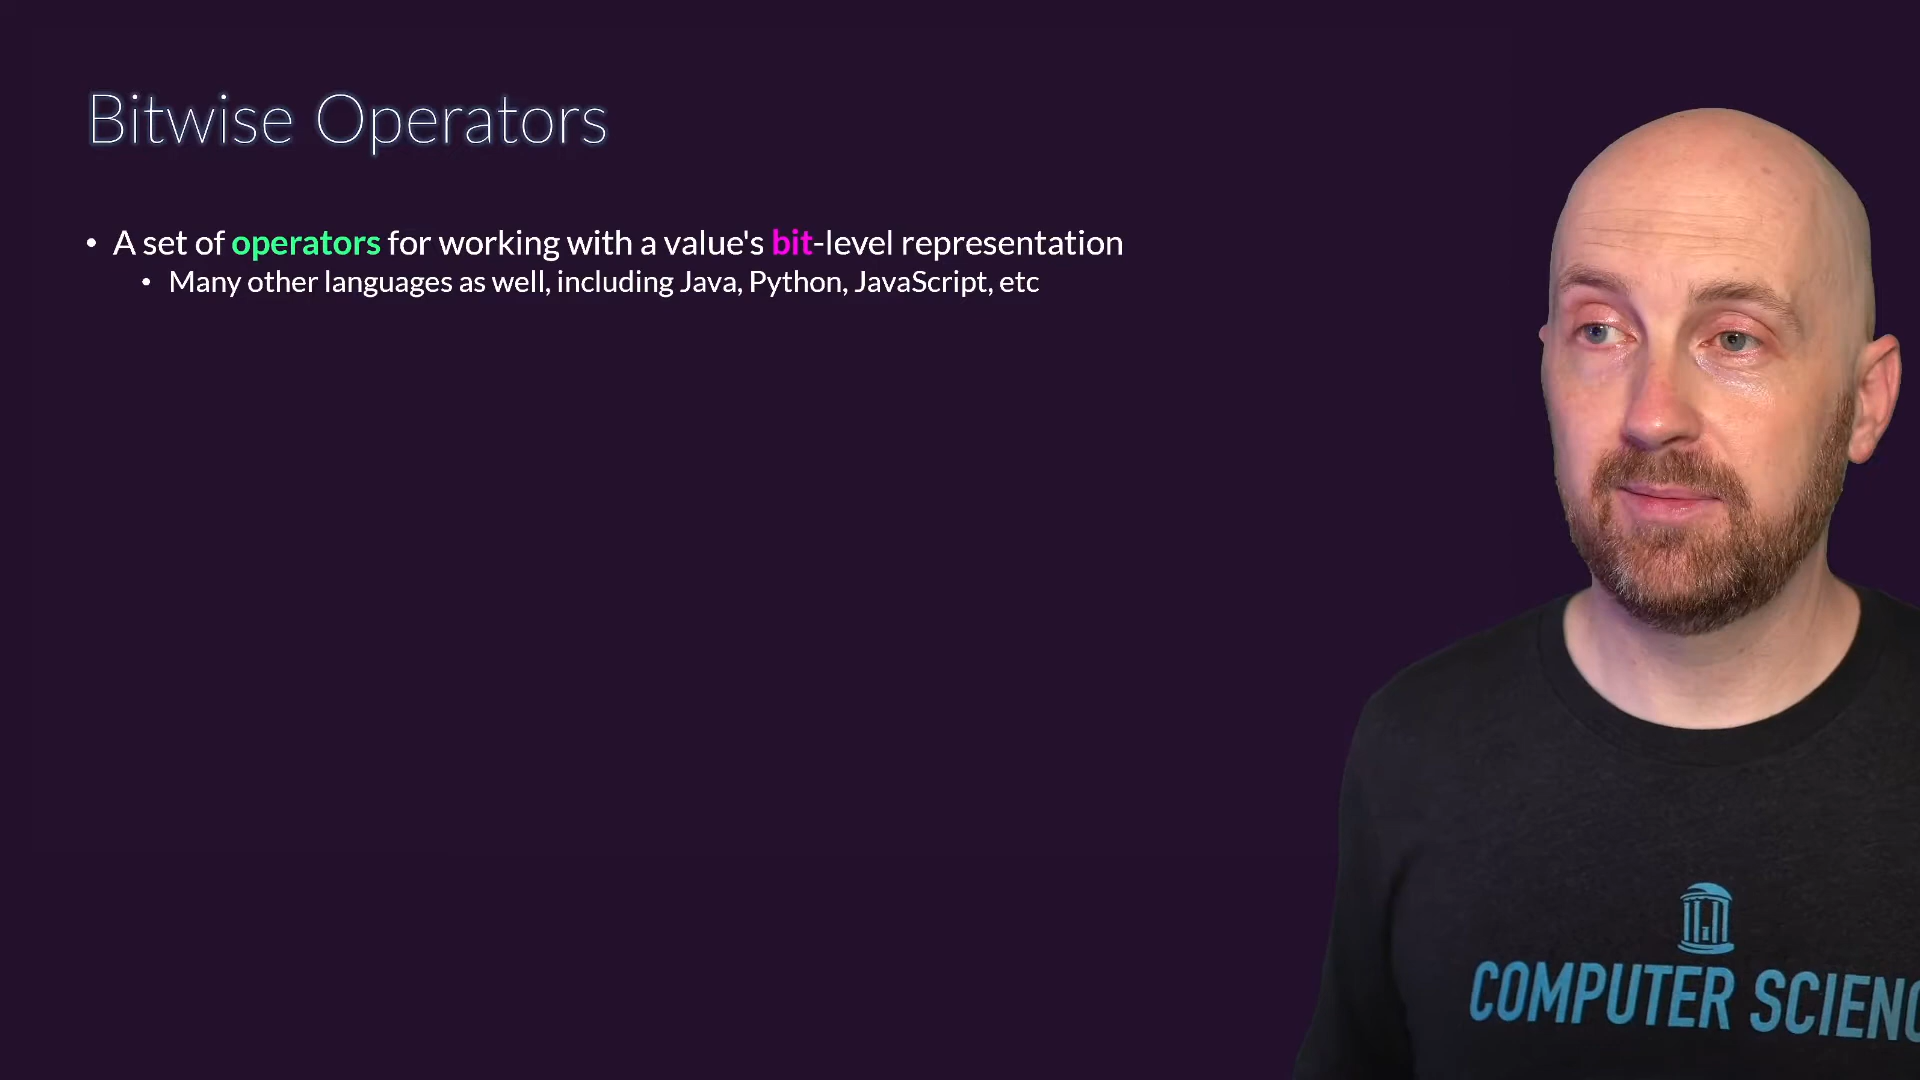 Bitwise Operators
• A set of operators for working with a value's bit-level representation
• Many other languages as well, including Java, Python, JavaScript, etc
COMPUTER SCIENC